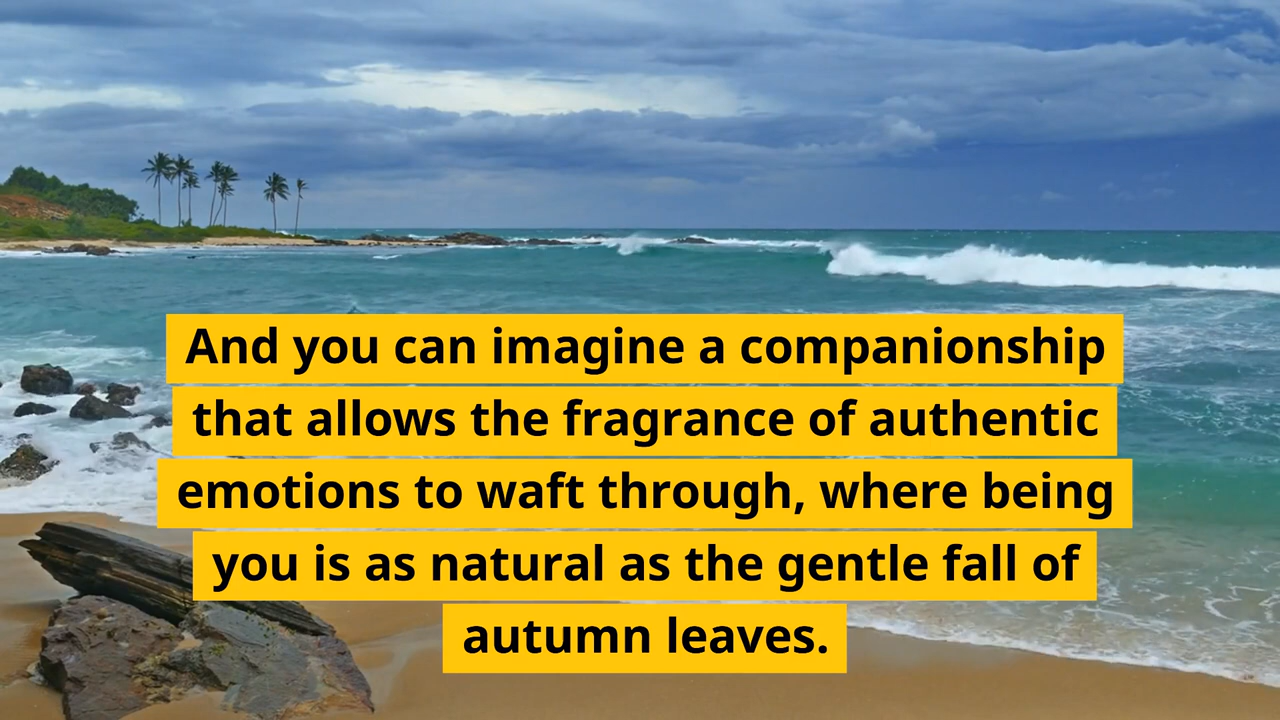 And you can imagine a companionship
that allows the fragrance of authentic
emotions to waft through, where being
you is as natural as the gentle fall of
autumn leaves.